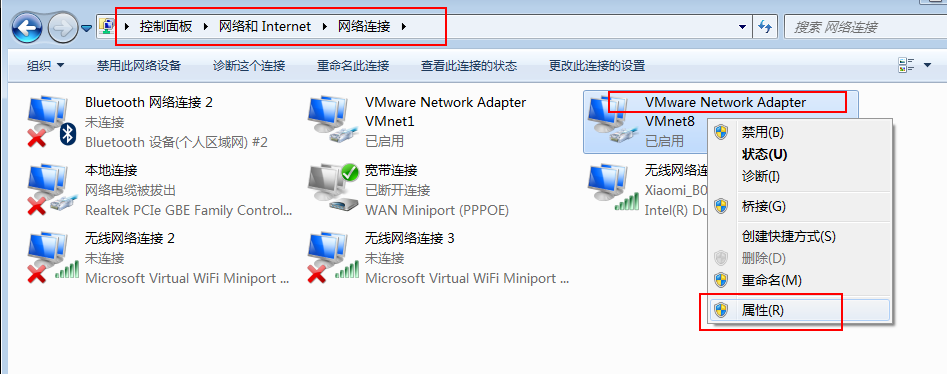 控制面板 网络和 Internet 网络连接
搜索 网络连接
组织 禁用此网络设备 诊断这个连接 重命名此连接 查看此连接的状态 更改此连接的设置
Bluetooth 网络连接 2
未连接
Bluetooth 设备(个人区域网) #2
VMware Network Adapter
VMnet1
已启用
VMware Network Adapter
VMnet8
已启用
本地连接
网络电缆被拔出
Realtek PCIe GBE Family Control...
宽带连接
已断开连接
WAN Miniport (PPPOE)
无线网络连接
Xiaomi_B0
Intel(R) Du
无线网络连接 2
未连接
Microsoft Virtual WiFi Miniport ...
无线网络连接 3
未连接
Microsoft Virtual WiFi Miniport ...
禁用(B)
状态(U)
诊断(I)
桥接(G)
创建快捷方式(S)
删除(D)
重命名(M)
属性(R)